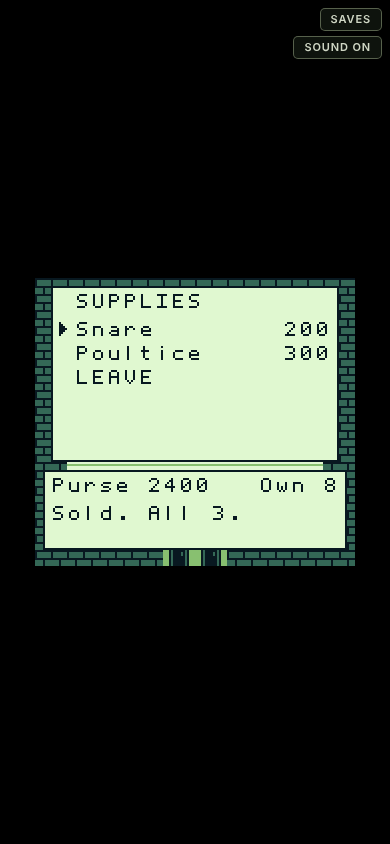 SAVES
SOUND ON
SUPPLIES
Snare 200
Poultice 300
LEAVE
Purse 2400 Own 8
Sold. All 3.